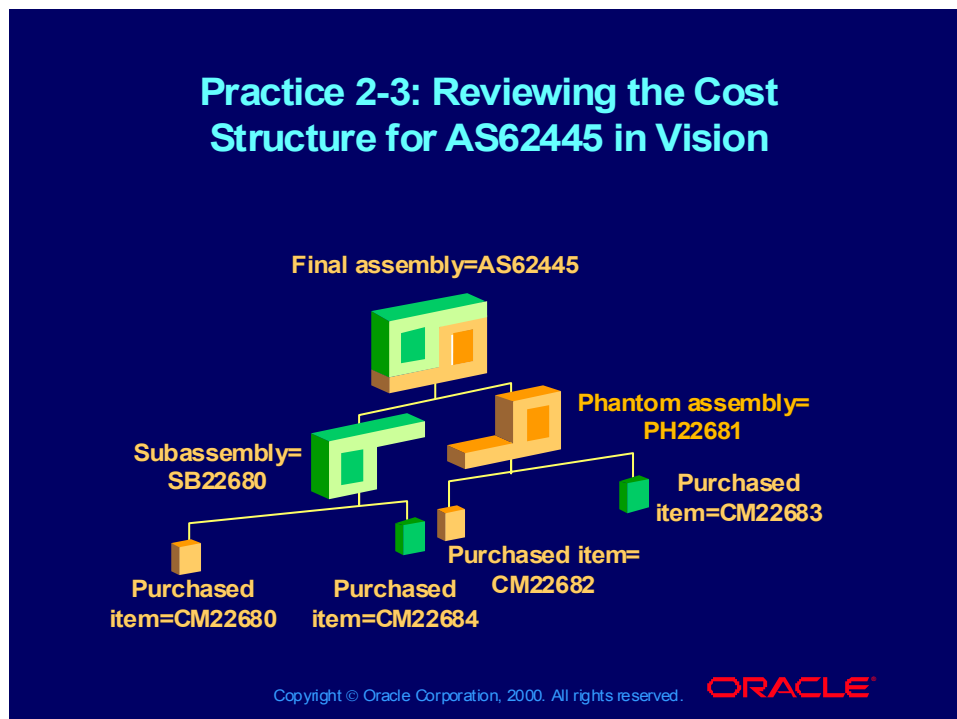 Practice 2-3: Reviewing the Cost
Structure for AS62445 in Vision
Final assembly=AS62445
Phantom assembly=
PH22681
Subassembly=
SB22680
Purchased
item=CM22683
Purchased item=
CM22682
Purchased
item=CM22680
Purchased
item=CM22684
Copyright © Oracle Corporation, 2000. All rights reserved.
ORACLE®